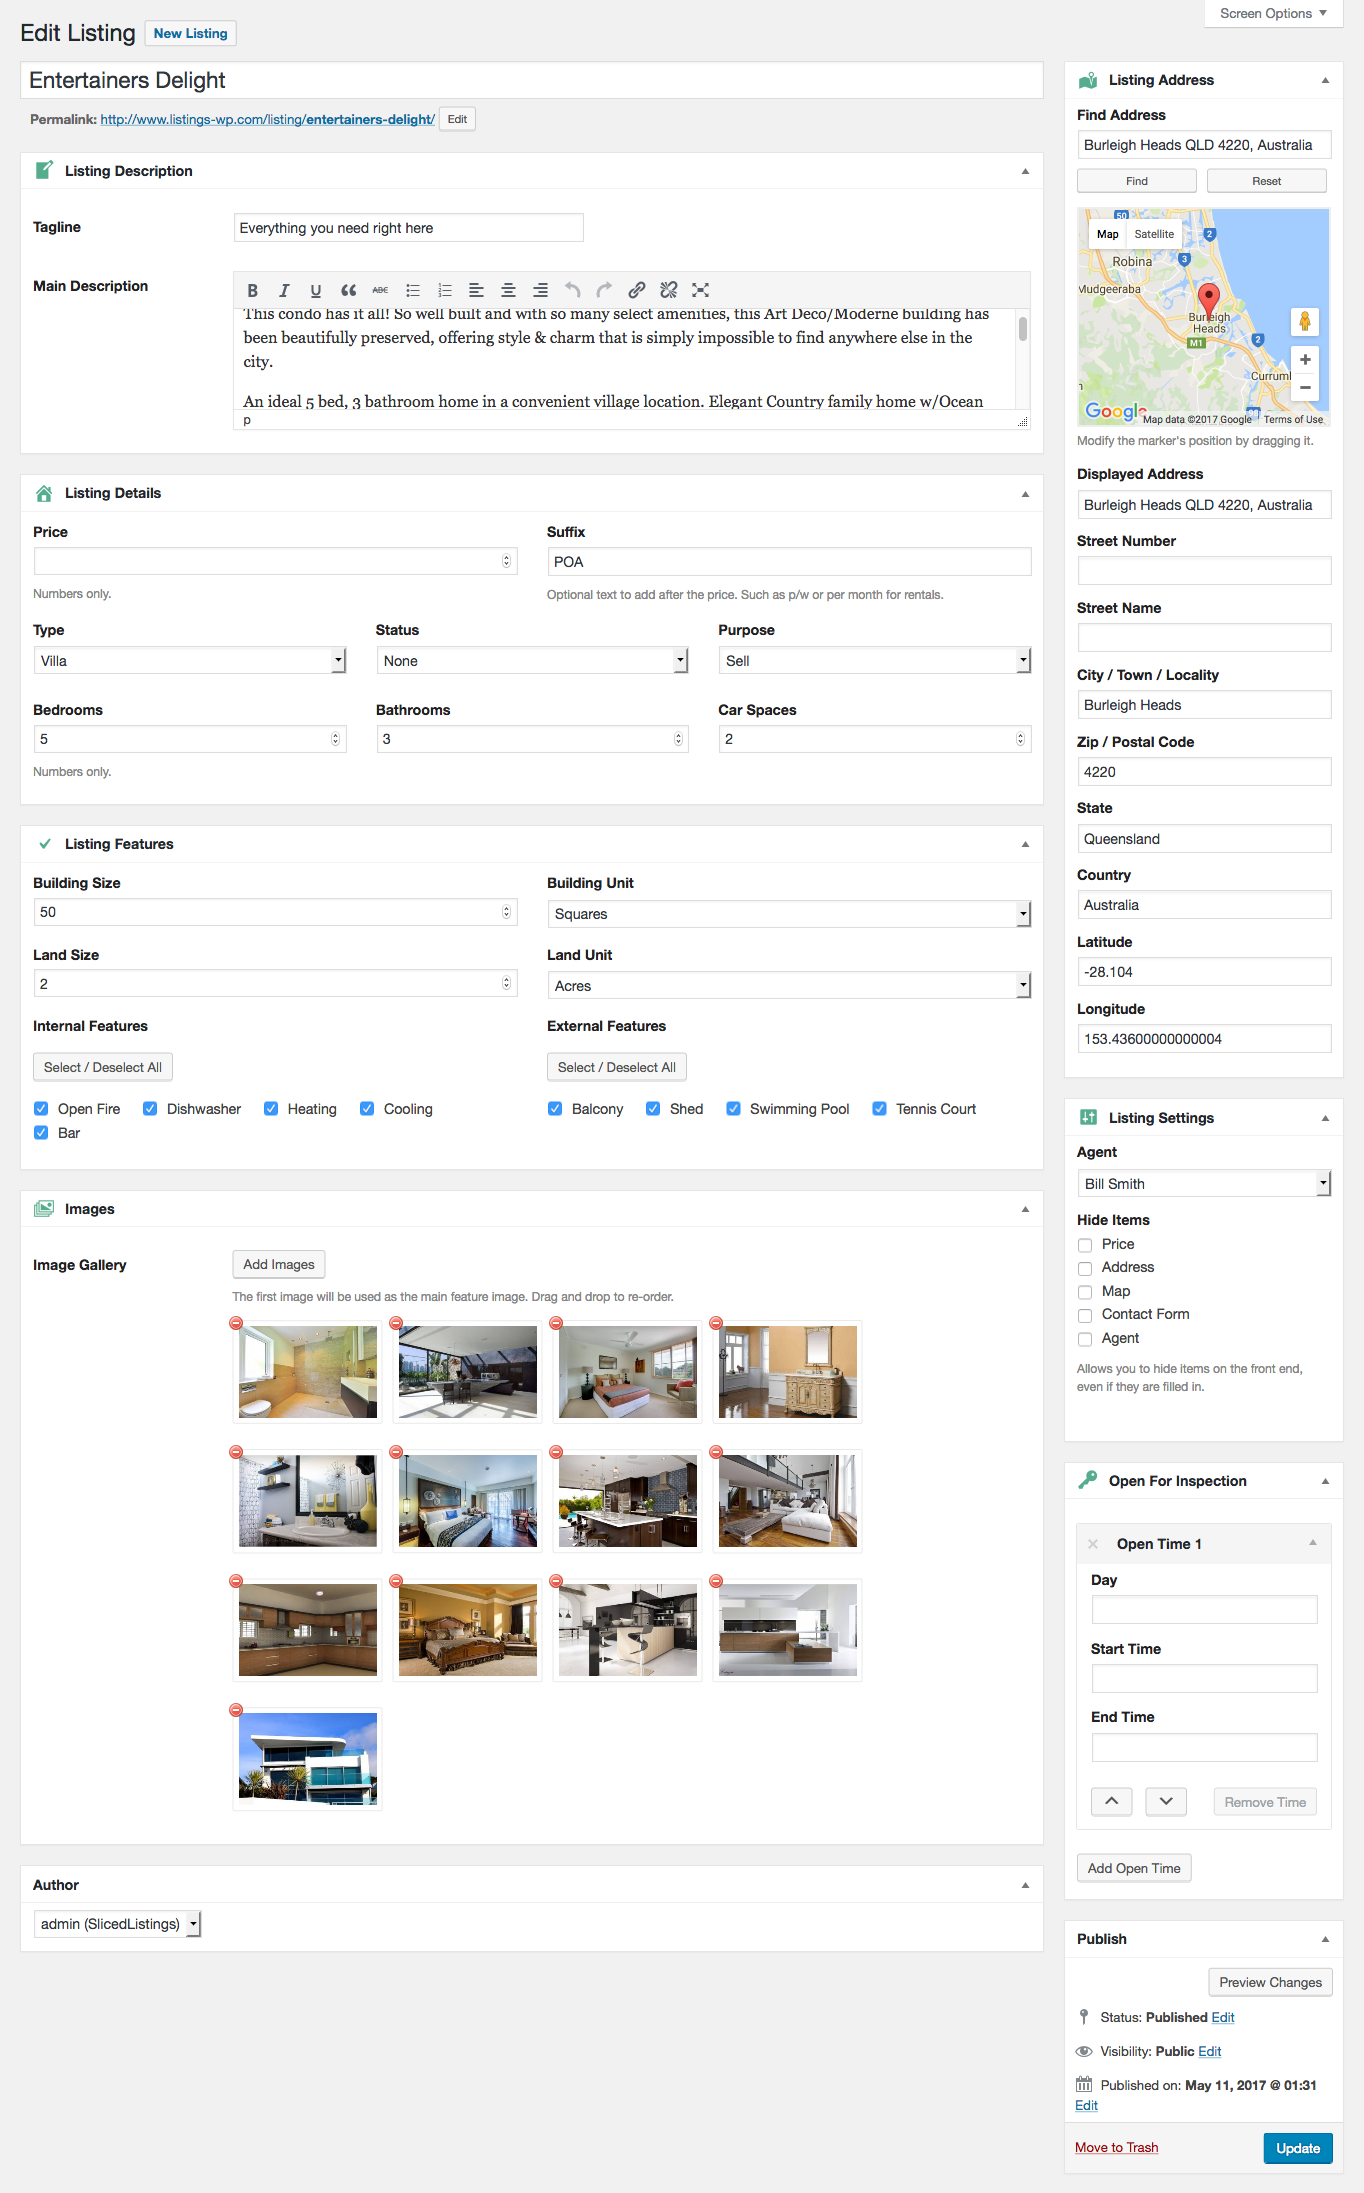 Screen Options
Edit Listing New Listing
Entertainers Delight
Permalink: http://www.listings-wp.com/listing/entertainers-delight/ Edit
Listing Description
Tagline
Everything you need right here
Main Description
B I U ABC
This condo has it all! So well built and with so many select amenities, this Art Deco/Moderne building has
been beautifully preserved, offering style & charm that is simply impossible to find anywhere else in the
city.
An ideal 5 bed, 3 bathroom home in a convenient village location. Elegant Country family home w/Ocean
p
Listing Details
Price
Suffix
POA
Numbers only.
Optional text to add after the price. Such as p/w or per month for rentals.
Type
Status
Purpose
Villa
None
Sell
Bedrooms
Bathrooms
Car Spaces
5
3
2
Numbers only.
Listing Features
Building Size
Building Unit
50
Squares
Land Size
Land Unit
2
Acres
Internal Features
External Features
Select / Deselect All
Select / Deselect All
Open Fire Dishwasher Heating Cooling
Bar
Balcony Shed Swimming Pool Tennis Court
Images
Image Gallery
Add Images
The first image will be used as the main feature image. Drag and drop to re-order.
Author
admin (SlicedListings)
Listing Address
Find Address
Burleigh Heads QLD 4220, Australia
Find Reset
50
Map Satellite
2
Robina
3
Mudgeeraba
Burleigh
Heads
M1
2
Curruml
Google
Map data ©2017 Google Terms of Use
Modify the marker's position by dragging it.
Displayed Address
Burleigh Heads QLD 4220, Australia
Street Number
Street Name
City / Town / Locality
Burleigh Heads
Zip / Postal Code
4220
State
Queensland
Country
Australia
Latitude
-28.104
Longitude
153.43600000000004
Listing Settings
Agent
Bill Smith
Hide Items
Price
Address
Map
Contact Form
Agent
Allows you to hide items on the front end,
even if they are filled in.
Open For Inspection
Open Time 1
Day
Start Time
End Time
Remove Time
Add Open Time
Publish
Preview Changes
Status: Published Edit
Visibility: Public Edit
Published on: May 11, 2017 @ 01:31
Edit
Move to Trash
Update